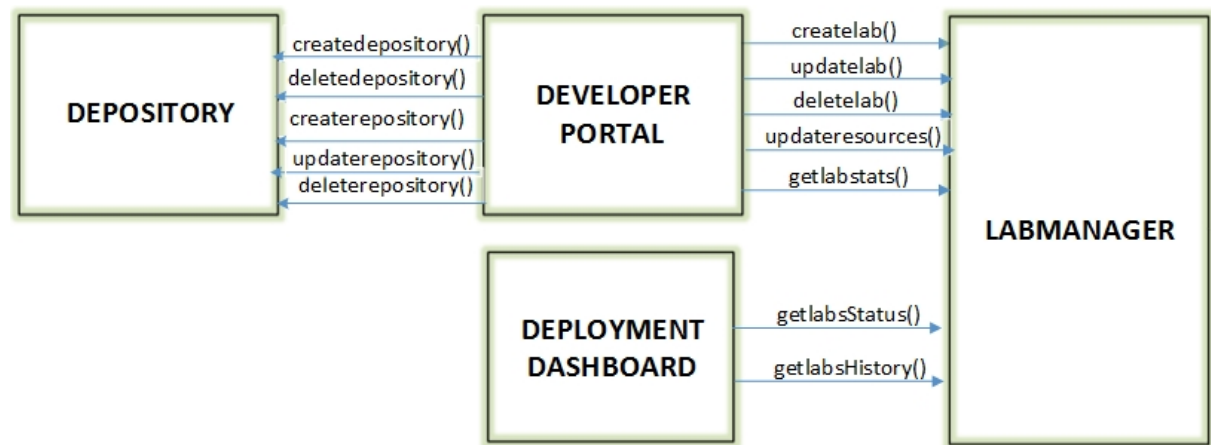 DEPOSITORY
createdepository()
deletedepository()
createrepository()
updaterepository()
deleterepository()
DEVELOPER
PORTAL
createlab()
updatelab()
deletelab()
updateresources()
getlabstats()
LABMANAGER
DEPLOYMENT
DASHBOARD
getlabsStatus()
getlabsHistory()